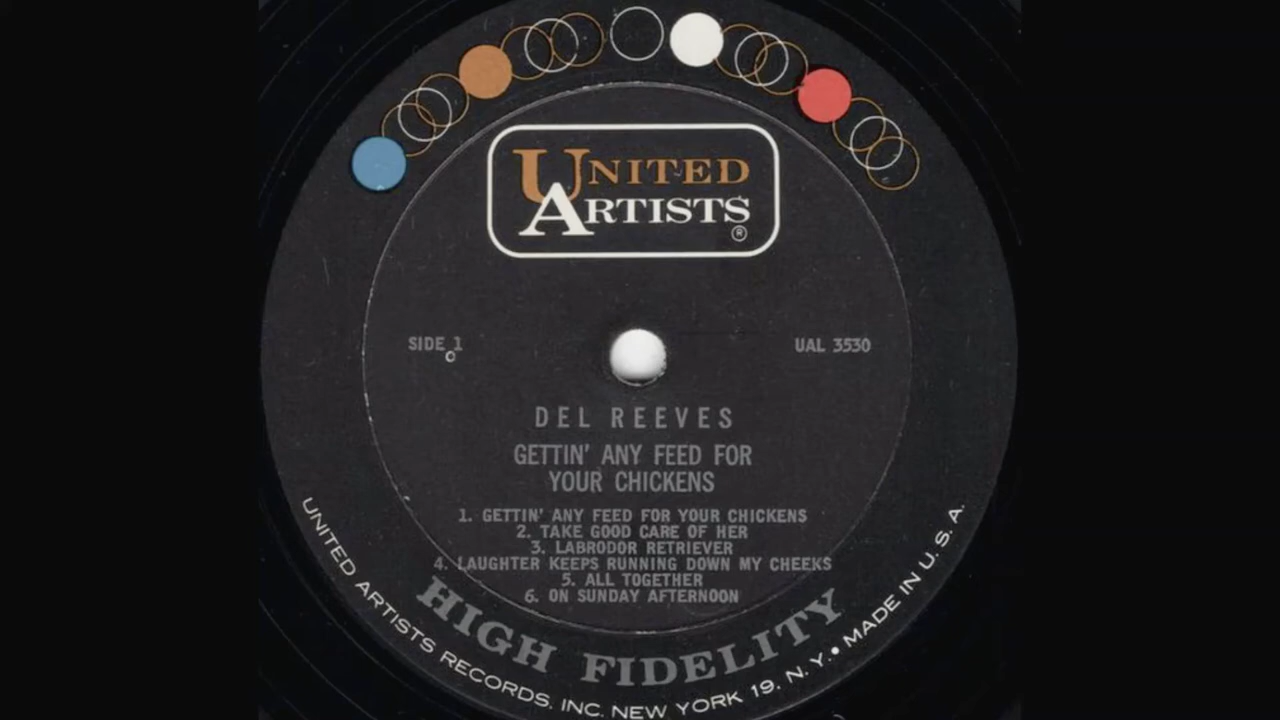 UNITED
ARTISTS
®
SIDE 1
UAL 3530
DEL REEVES
GETTIN' ANY FEED FOR
YOUR CHICKENS
1. GETTIN' ANY FEED FOR YOUR CHICKENS
2. TAKE GOOD CARE OF HER
3. LABRODOR RETRIEVER
4. LAUGHTER KEEPS RUNNING DOWN MY CHEEKS
5. ALL TOGETHER
6. ON SUNDAY AFTERNOON
HIGH FIDELITY
UNITED ARTISTS RECORDS, INC. NEW YORK 19, N. Y. • MADE IN U. S. A.